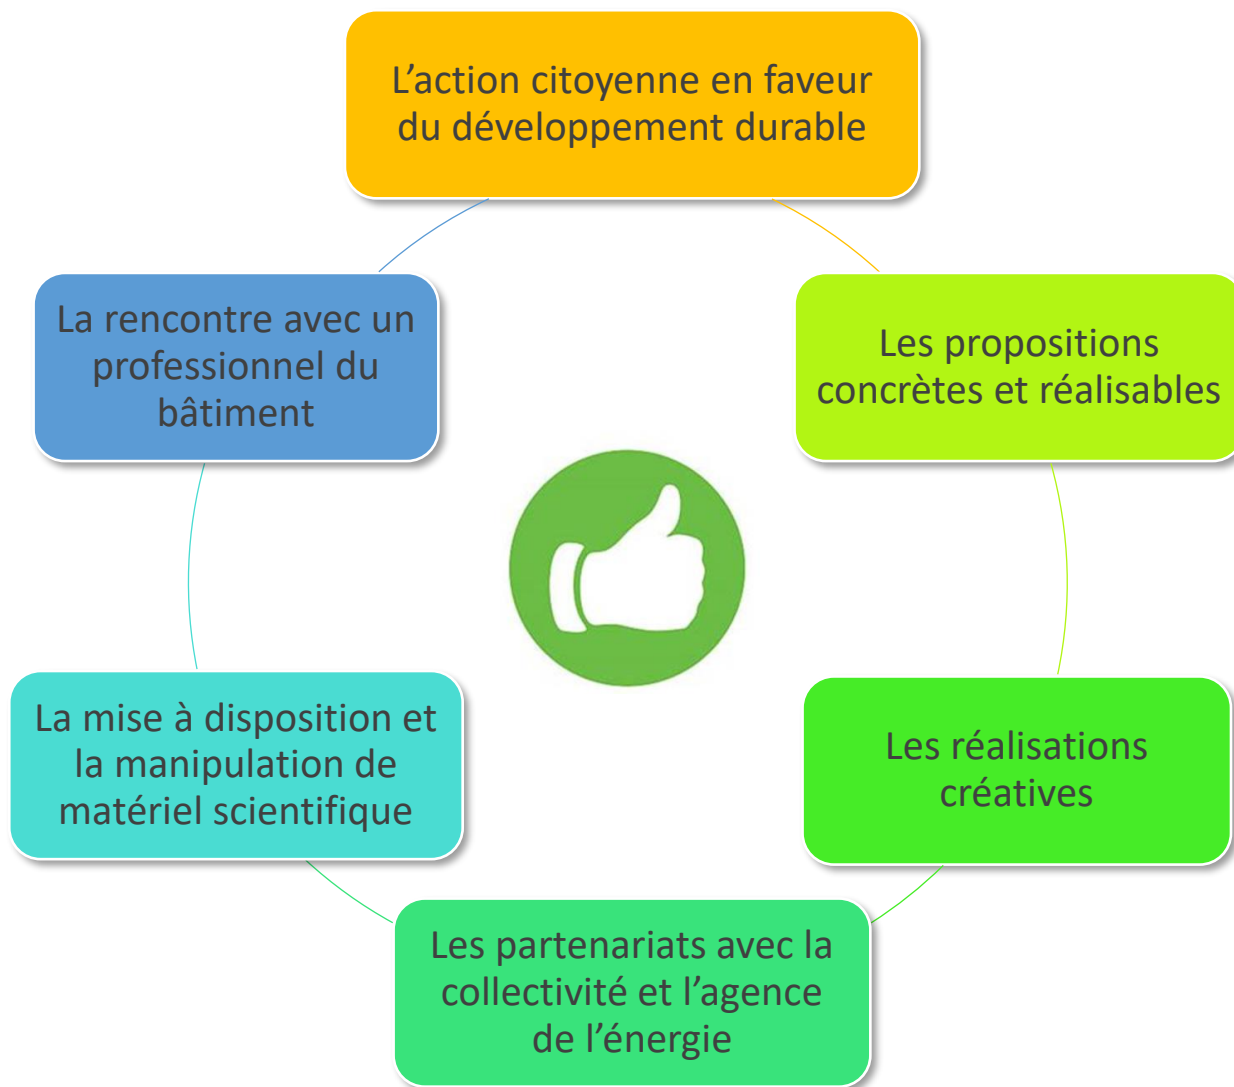 L’action citoyenne en faveur
du développement durable
Les propositions
concrètes et réalisables
Les réalisations
créatives
Les partenariats avec la
collectivité et l’agence
de l’énergie
La mise à disposition et
la manipulation de
matériel scientifique
La rencontre avec un
professionnel du
bâtiment